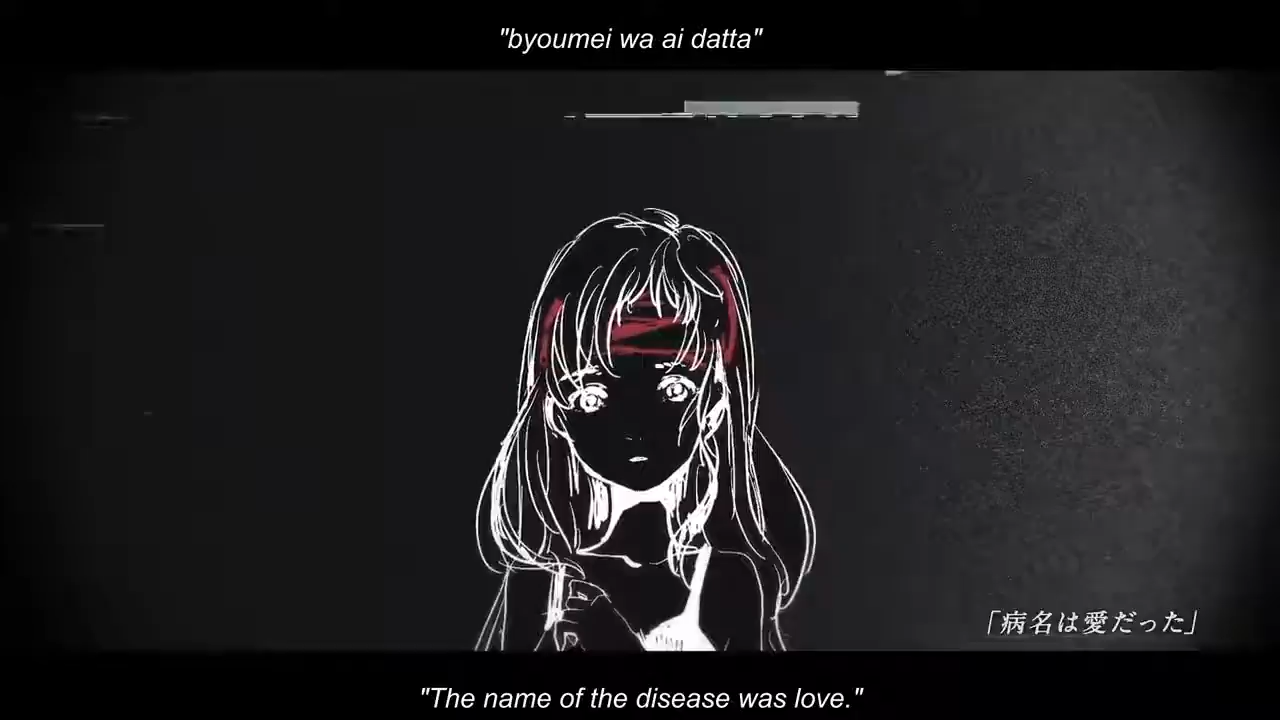 "byoumei wa ai datta"
「病名は愛だった」
"The name of the disease was love."